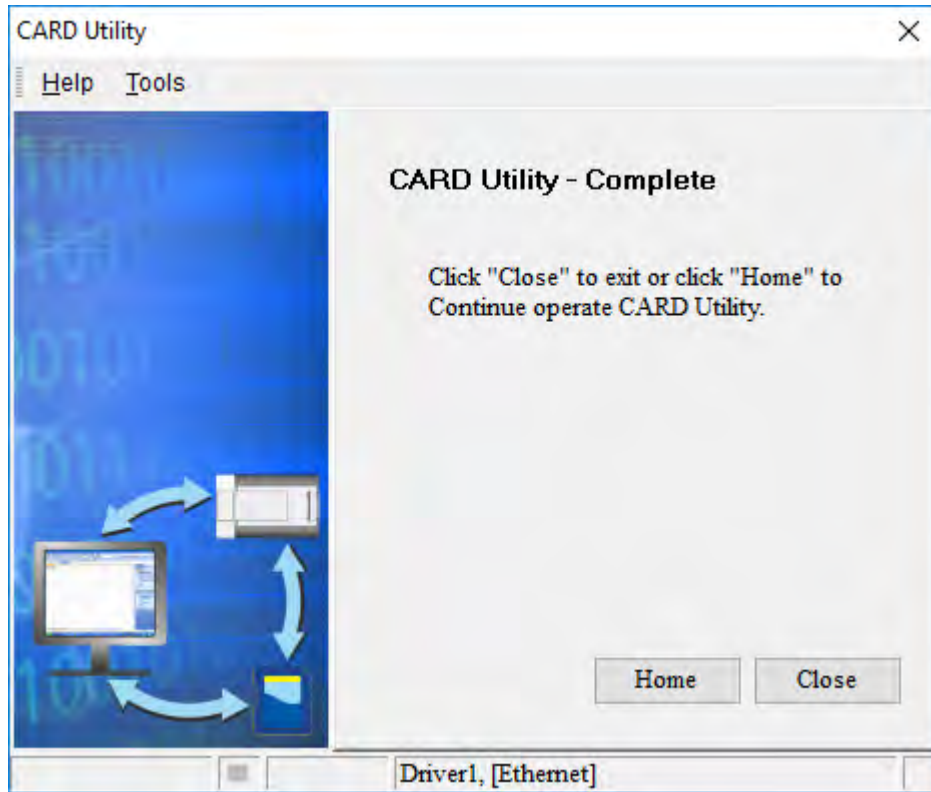 CARD Utility
Help Tools
CARD Utility - Complete
Click "Close" to exit or click "Home" to
Continue operate CARD Utility.
Home Close
Driver1, [Ethernet]